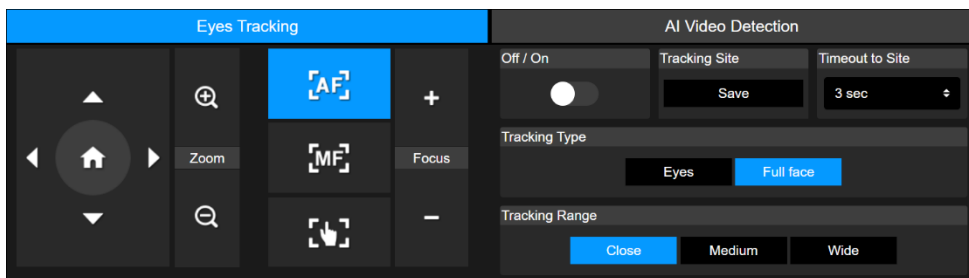 Eyes Tracking
AI Video Detection
Off / On
Tracking Site
Timeout to Site
AF
Save
3 sec
Tracking Type
Zoom
MF
Focus
Eyes
Full face
Tracking Range
Close
Medium
Wide